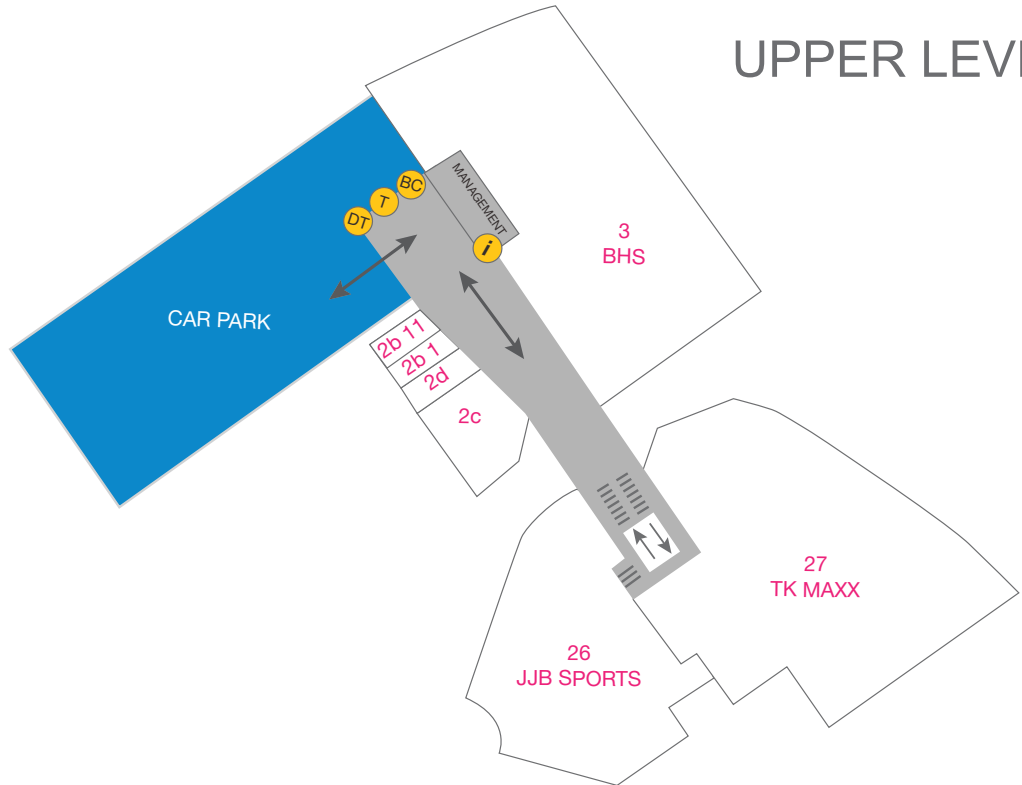 UPPER LEV
BC
T
DT
MANAGEMENT
i
3
BHS
CAR PARK
2b 11
2b 1
2d
2c
27
TK MAXX
26
JJB SPORTS